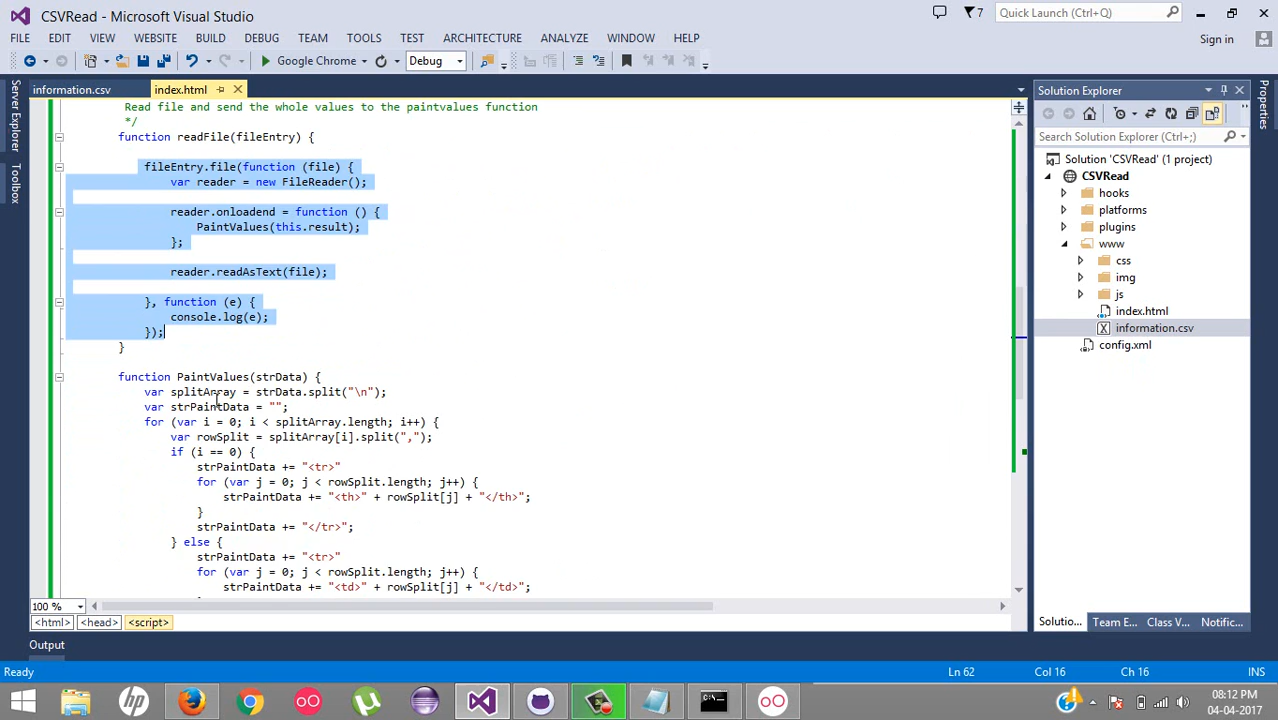 CSVRead - Microsoft Visual Studio
7
Quick Launch (Ctrl+Q)
FILE EDIT VIEW WEBSITE BUILD DEBUG TEAM TOOLS TEST ARCHITECTURE ANALYZE WINDOW HELP
Sign in
Google Chrome
Debug
Server Explorer
Toolbox
information.csv
index.html
Read file and send the whole values to the paintvalues function
*/
function readFile(fileEntry) {
fileEntry.file(function (file) {
var reader = new FileReader();
reader.onloadend = function () {
PaintValues(this.result);
};
reader.readAsText(file);
}, function (e) {
console.log(e);
});
}
function PaintValues(strData) {
var splitArray = strData.split("\n");
var strPaintData = "";
for (var i = 0; i < splitArray.length; i++) {
var rowSplit = splitArray[i].split(",");
if (i == 0) {
strPaintData += "<tr>"
for (var j = 0; j < rowSplit.length; j++) {
strPaintData += "<th>" + rowSplit[j] + "</th>";
}
strPaintData += "</tr>";
} else {
strPaintData += "<tr>"
for (var j = 0; j < rowSplit.length; j++) {
strPaintData += "<td>" + rowSplit[j] + "</td>";
100 %
<html> <head> <script>
Solution Explorer
Search Solution Explorer (Ctrl+;)
Solution 'CSVRead' (1 project)
CSVRead
hooks
platforms
plugins
www
css
img
js
index.html
information.csv
config.xml
Solutio... Team E... Class V... Notific...
Properties
Output
Ready
Ln 62
Col 16
Ch 16
INS
hp
08:12 PM
04-04-2017